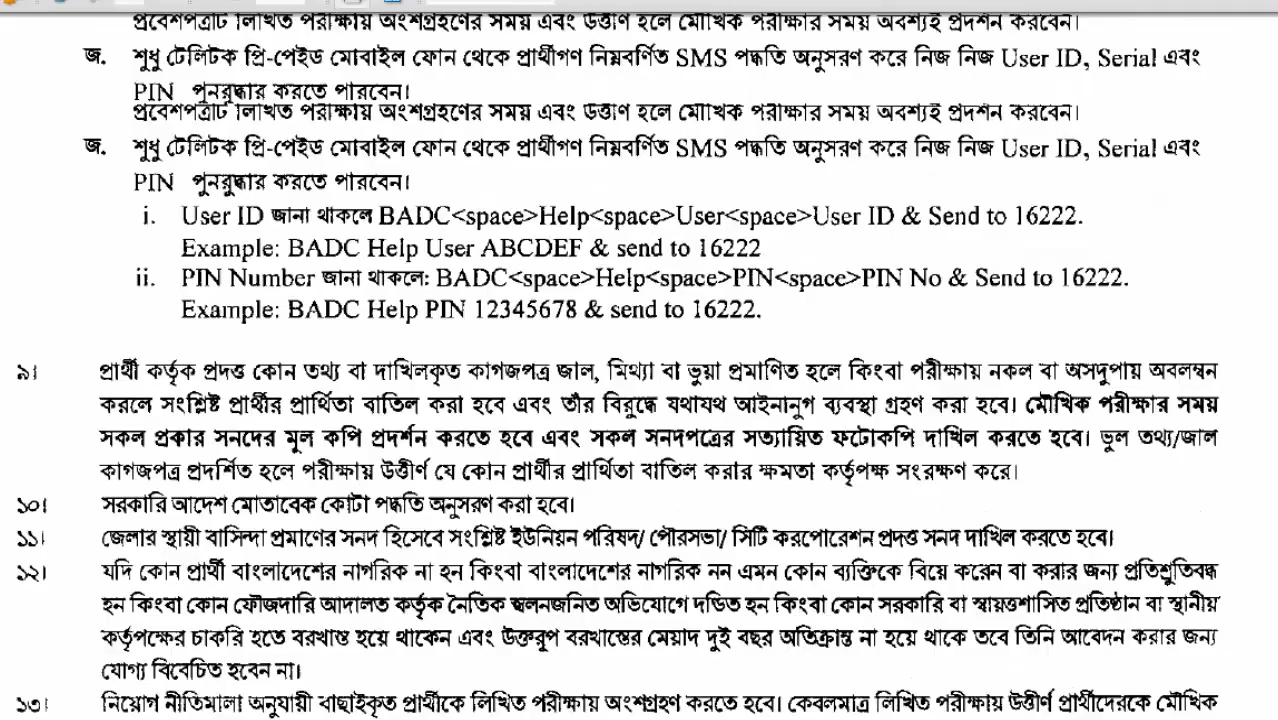 প্রবেশপত্রটি লিখিত পরীক্ষায় অংশগ্রহণের সময় এবং উত্তীর্ণ হলে মৌখিক পরীক্ষার সময় অবশ্যই প্রদর্শন করবেন।
জ. শুধু টেলিটক প্রি-পেইড মোবাইল ফোন থেকে প্রার্থীগণ নিম্নবর্ণিত SMS পদ্ধতি অনুসরণ করে নিজ নিজ User ID, Serial এবং
PIN পুনরুদ্ধার করতে পারবেন।
প্রবেশপত্রটি লিখিত পরীক্ষায় অংশগ্রহণের সময় এবং উত্তীর্ণ হলে মৌখিক পরীক্ষার সময় অবশ্যই প্রদর্শন করবেন।
জ. শুধু টেলিটক প্রি-পেইড মোবাইল ফোন থেকে প্রার্থীগণ নিম্নবর্ণিত SMS পদ্ধতি অনুসরণ করে নিজ নিজ User ID, Serial এবং
PIN পুনরুদ্ধার করতে পারবেন।
i. User ID জানা থাকলে BADC<space>Help<space>User<space>User ID & Send to 16222.
Example: BADC Help User ABCDEF & send to 16222
ii. PIN Number জানা থাকলে: BADC<space>Help<space>PIN<space>PIN No & Send to 16222.
Example: BADC Help PIN 12345678 & send to 16222.
৯। প্রার্থী কর্তৃক প্রদত্ত কোন তথ্য বা দাখিলকৃত কাগজপত্র জাল, মিথ্যা বা ভুয়া প্রমাণিত হলে কিংবা পরীক্ষায় নকল বা অসদুপায় অবলম্বন
করলে সংশ্লিষ্ট প্রার্থীর প্রার্থিতা বাতিল করা হবে এবং তাঁর বিরুদ্ধে যথাযথ আইনানুগ ব্যবস্থা গ্রহণ করা হবে। মৌখিক পরীক্ষার সময়
সকল প্রকার সনদের মূল কপি প্রদর্শন করতে হবে এবং সকল সনদপত্রের সত্যায়িত ফটোকপি দাখিল করতে হবে। ভুল তথ্য/জাল
কাগজপত্র প্রদর্শিত হলে পরীক্ষায় উত্তীর্ণ যে কোন প্রার্থীর প্রার্থিতা বাতিল করার ক্ষমতা কর্তৃপক্ষ সংরক্ষণ করে।
১০। সরকারি আদেশ মোতাবেক কোটা পদ্ধতি অনুসরণ করা হবে।
১১। জেলার স্থায়ী বাসিন্দা প্রমাণের সনদ হিসেবে সংশ্লিষ্ট ইউনিয়ন পরিষদ/ পৌরসভা/ সিটি করপোরেশন প্রদত্ত সনদ দাখিল করতে হবে।
১২। যদি কোন প্রার্থী বাংলাদেশের নাগরিক না হন কিংবা বাংলাদেশের নাগরিক নন এমন কোন ব্যক্তিকে বিয়ে করেন বা করার জন্য প্রতিশ্রুতিবদ্ধ
হন কিংবা কোন ফৌজদারি আদালত কর্তৃক নৈতিক স্খলনজনিত অভিযোগে দন্ডিত হন কিংবা কোন সরকারি বা স্বায়ত্তশাসিত প্রতিষ্ঠান বা স্থানীয়
কর্তৃপক্ষের চাকরি হতে বরখাস্ত হয়ে থাকেন এবং উক্তরূপ বরখাস্তের মেয়াদ দুই বছর অতিক্রান্ত না হয়ে থাকে তবে তিনি আবেদন করার জন্য
যোগ্য বিবেচিত হবেন না।
১৩। নিয়োগ নীতিমালা অনুযায়ী বাছাইকৃত প্রার্থীকে লিখিত পরীক্ষায় অংশগ্রহণ করতে হবে। কেবলমাত্র লিখিত পরীক্ষায় উত্তীর্ণ প্রার্থীদেরকে মৌখিক